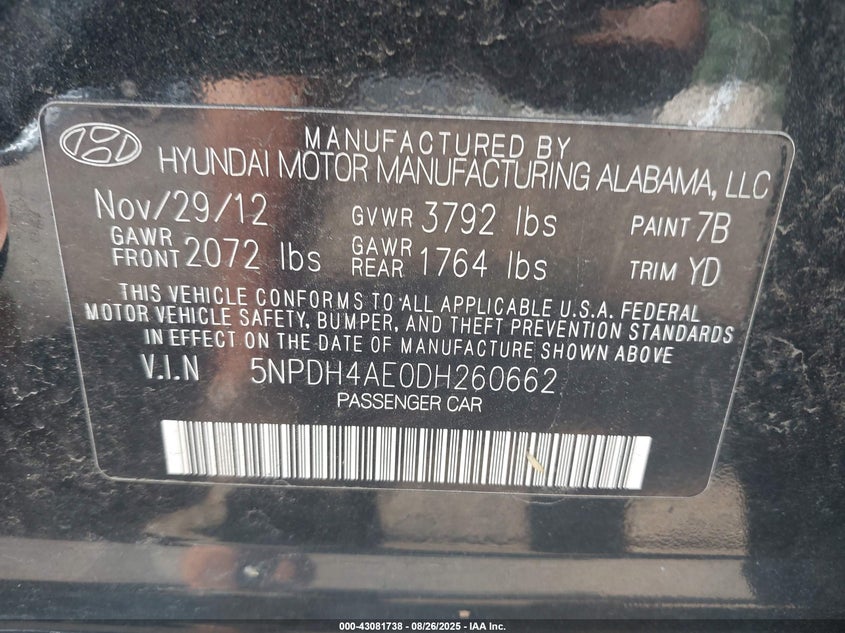 MANUFACTURED BY
HYUNDAI MOTOR MANUFACTURING ALABAMA, LLC
Nov/29/12 GVWR 3792 lbs PAINT 7B
GAWR FRONT 2072 lbs GAWR REAR 1764 lbs TRIM YD
THIS VEHICLE CONFORMS TO ALL APPLICABLE U.S.A. FEDERAL
MOTOR VEHICLE SAFETY, BUMPER, AND THEFT PREVENTION STANDARDS
IN EFFECT ON THE DATE OF MANUFACTURE SHOWN ABOVE
V.I.N 5NPDH4AE0DH260662
PASSENGER CAR
000-43081738 - 08/26/2025 - IAA Inc.